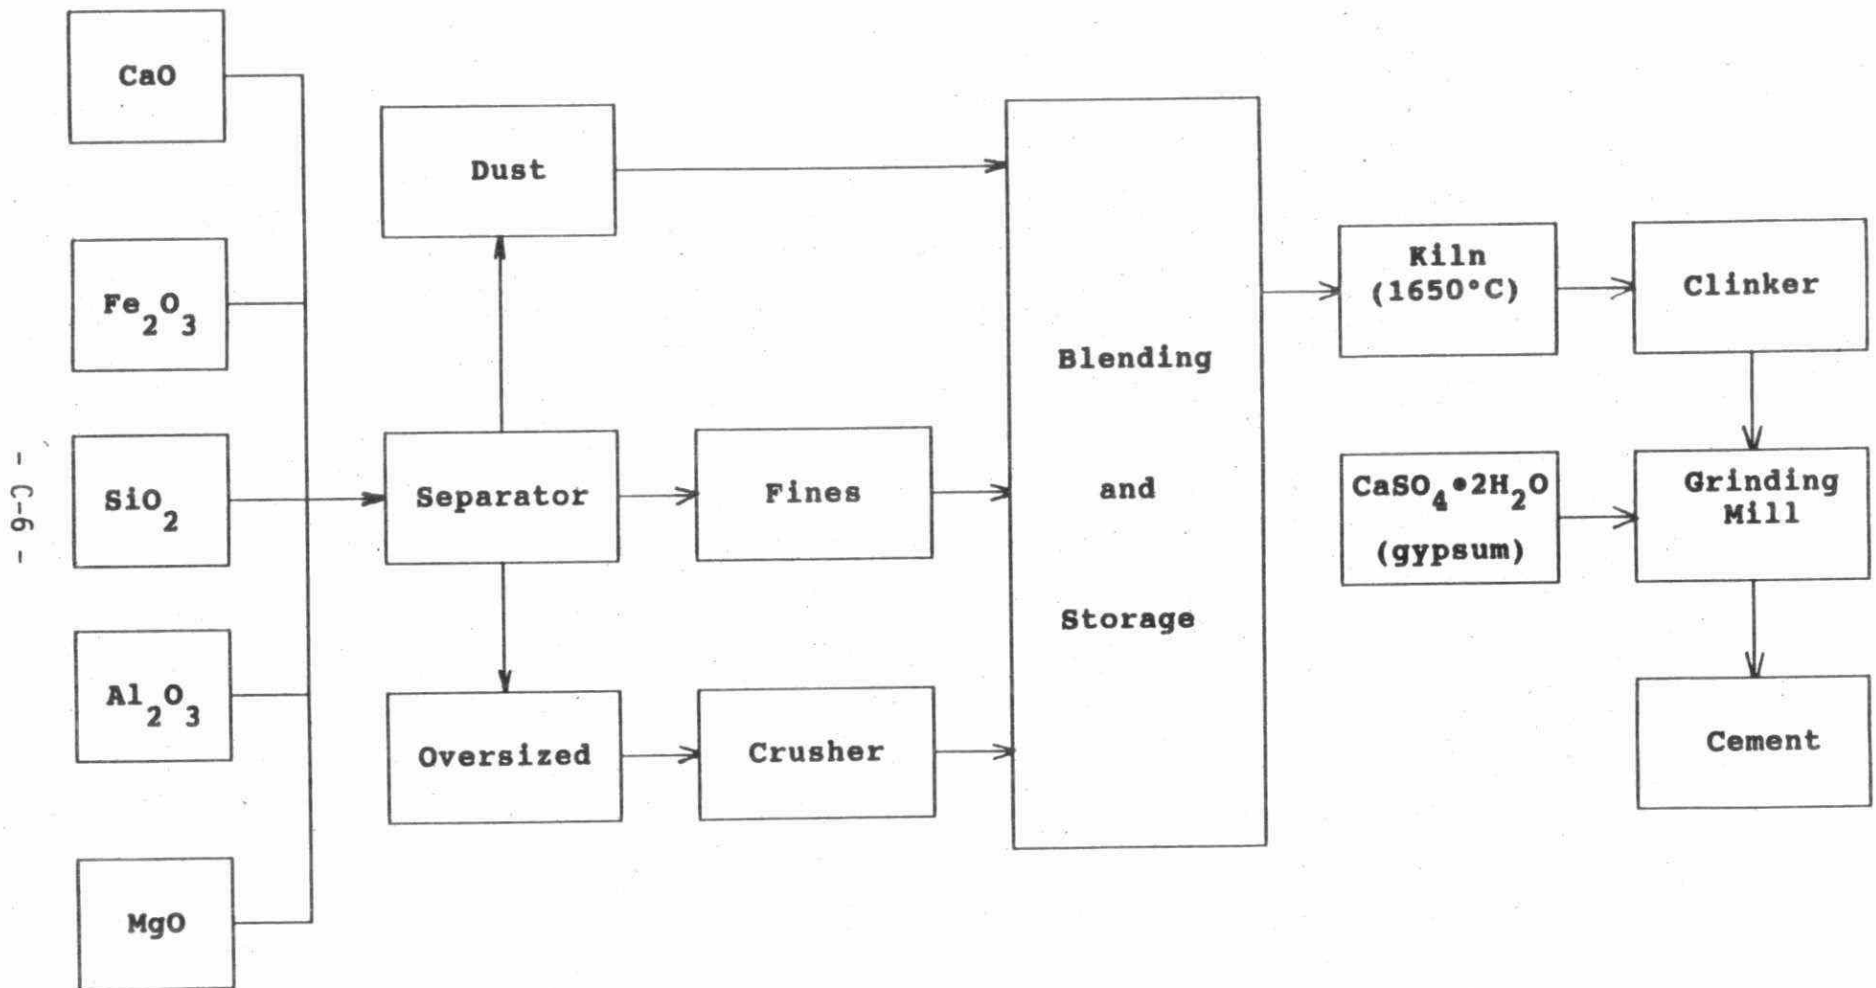 CaO
Fe2O3
SiO2
Al2O3
MgO
Dust
Separator
Fines
Oversized
Crusher
Blending
and
Storage
Kiln
(1650°C)
Clinker
CaSO4•2H2O
(gypsum)
Grinding
Mill
Cement
- C-6 -